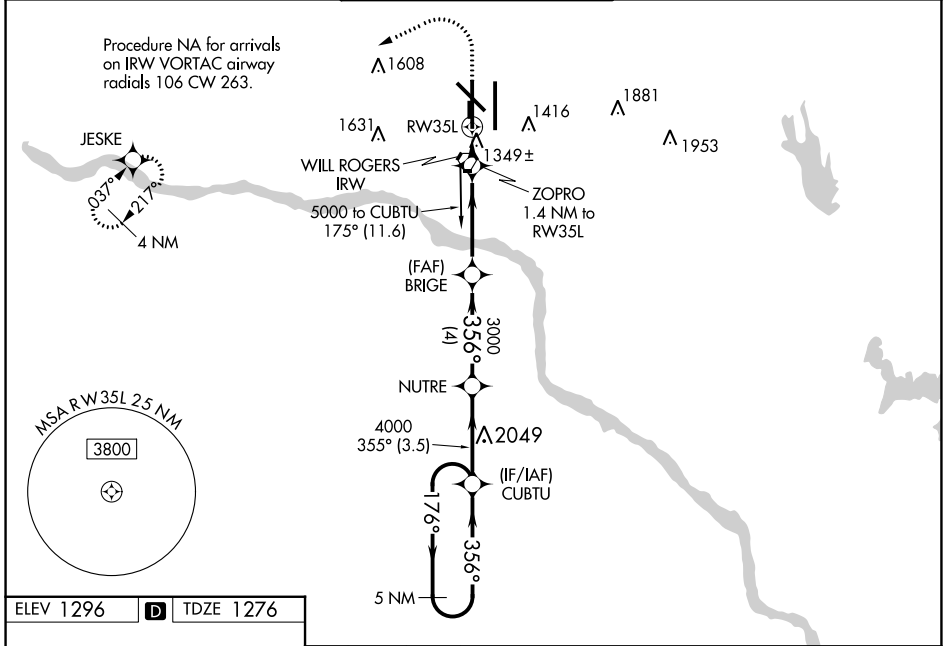 Procedure NA for arrivals
on IRW VORTAC airway
radials 106 CW 263.
1608
1881
1416
1631
RW35L
1953
JESKE
1349±
WILL ROGERS
IRW
ZOPRO
1.4 NM to
RW35L
037°
217°
4 NM
5000 to CUBTU
175° (11.6)
(FAF)
BRIGE
3000
356°
(4)
NUTRE
4000
355° (3.5)
2049
(IF/IAF)
CUBTU
176°
356°
5 NM
MSA RW35L 25 NM
3800
ELEV 1296 D TDZE 1276